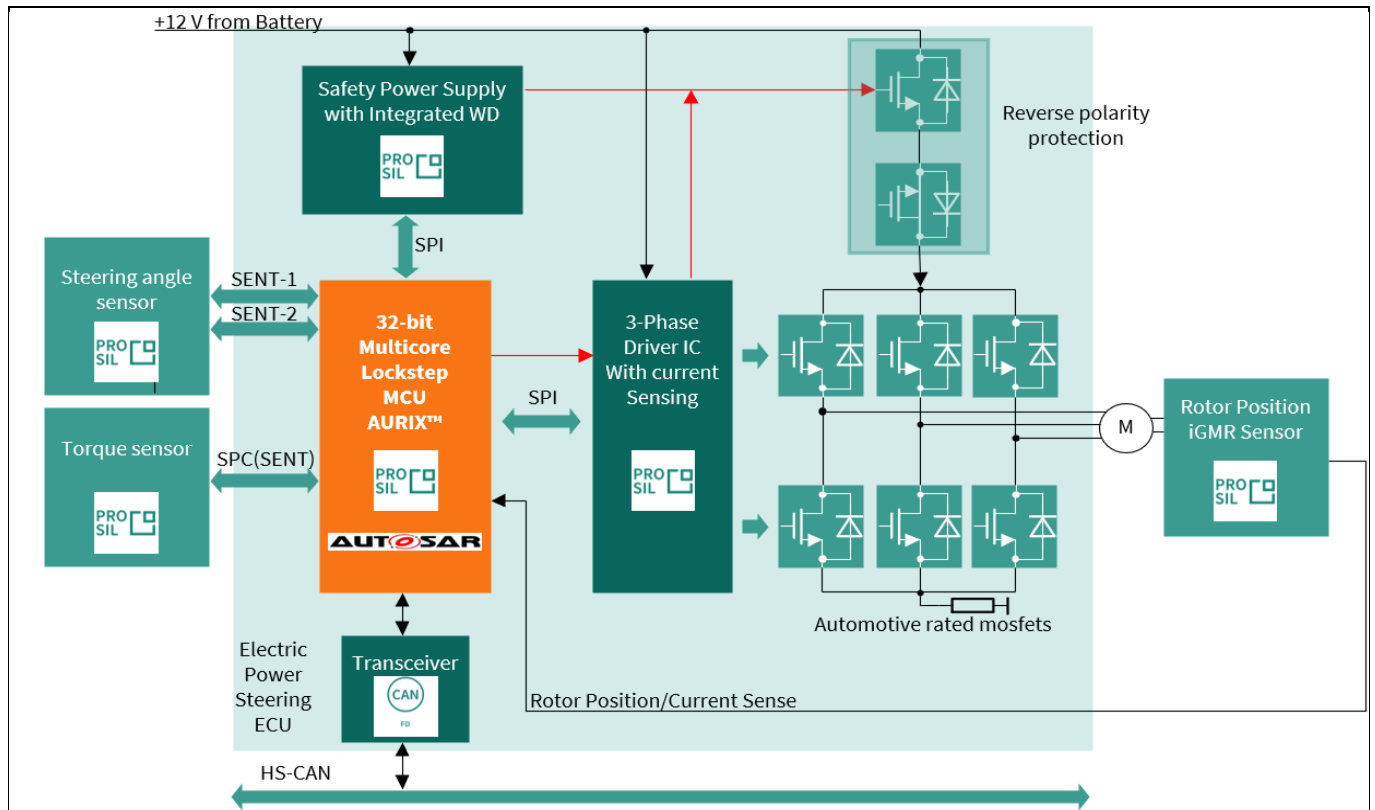 +12 V from Battery
Safety Power Supply
with Integrated WD
PRO
SIL
Reverse polarity
protection
SPI
Steering angle
sensor
PRO
SIL
SENT-1
SENT-2
32-bit
Multicore
Lockstep
MCU
AURIX™
PRO
SIL
AUTOSAR
SPI
3-Phase
Driver IC
With current
Sensing
PRO
SIL
M
Rotor Position
iGMR Sensor
PRO
SIL
Torque sensor
PRO
SIL
SPC(SENT)
Automotive rated mosfets
Electric
Power
Steering
ECU
Transceiver
CAN
FD
Rotor Position/Current Sense
HS-CAN